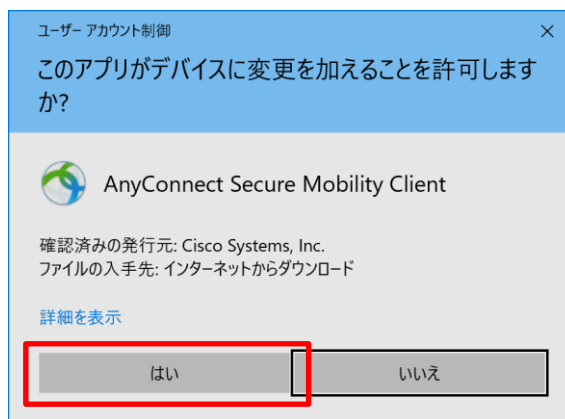 ユーザー アカウント制御
このアプリがデバイスに変更を加えることを許可します
か?
AnyConnect Secure Mobility Client
確認済みの発行元: Cisco Systems, Inc.
ファイルの入手先: インターネットからダウンロード
詳細を表示
はい
いいえ